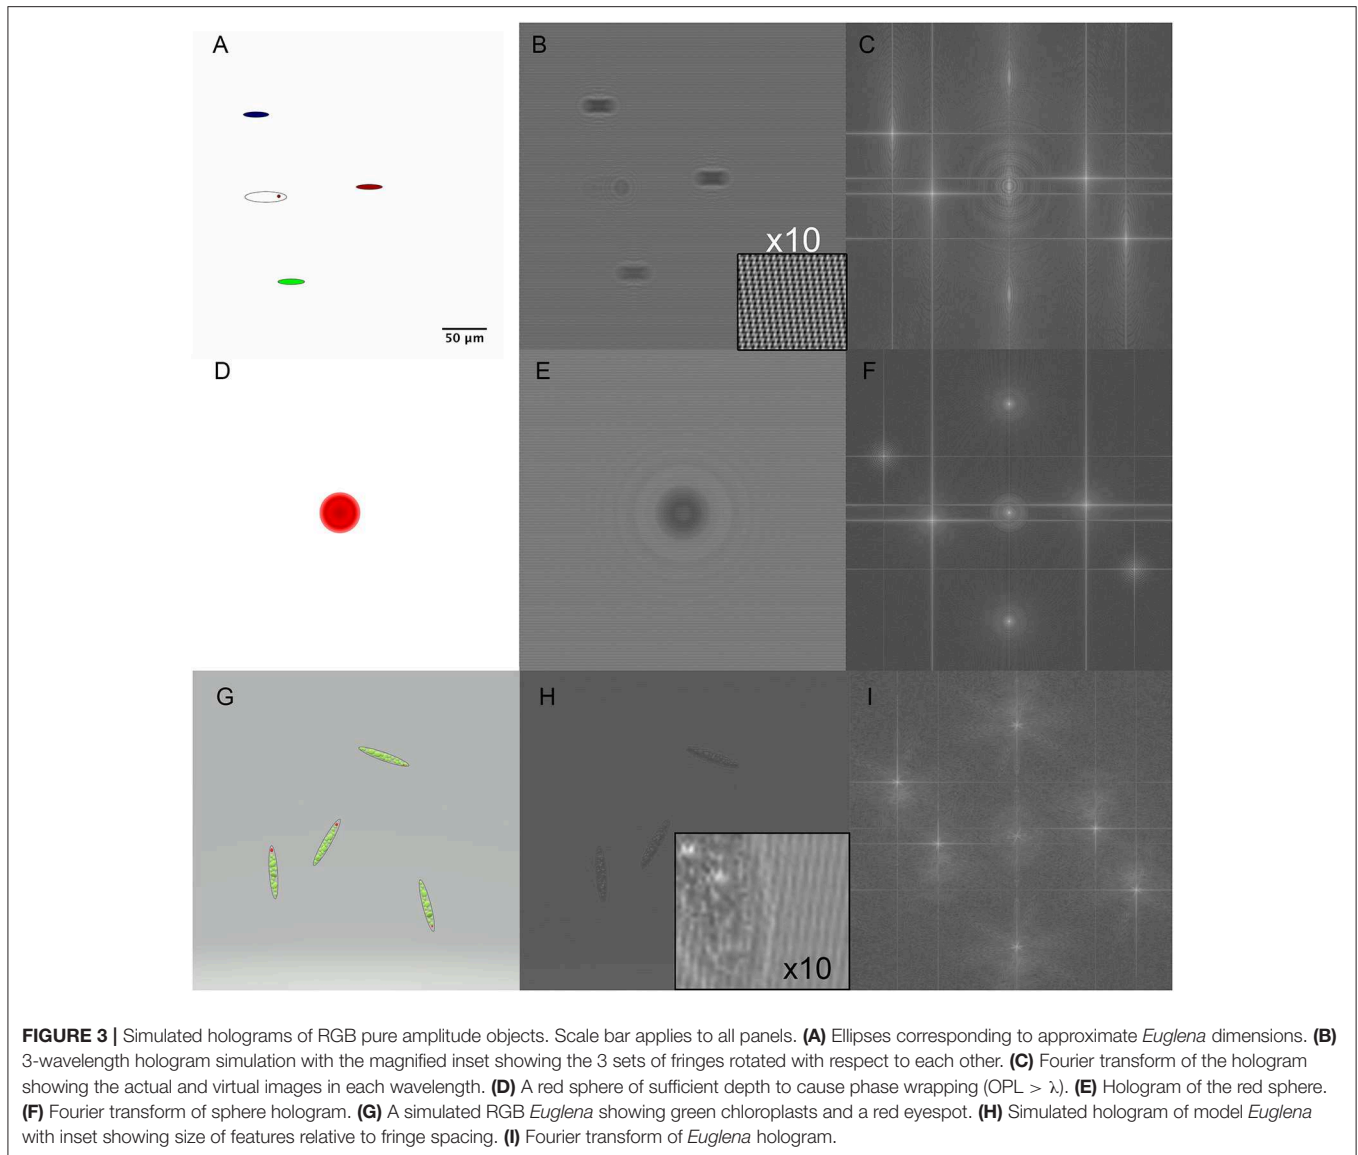 A
B
C
50 µm
x10
D
E
F
G
H
I
x10
FIGURE 3 | Simulated holograms of RGB pure amplitude objects. Scale bar applies to all panels. (A) Ellipses corresponding to approximate Euglena dimensions. (B)
3-wavelength hologram simulation with the magnified inset showing the 3 sets of fringes rotated with respect to each other. (C) Fourier transform of the hologram
showing the actual and virtual images in each wavelength. (D) A red sphere of sufficient depth to cause phase wrapping (OPL > λ). (E) Hologram of the red sphere.
(F) Fourier transform of sphere hologram. (G) A simulated RGB Euglena showing green chloroplasts and a red eyespot. (H) Simulated hologram of model Euglena
with inset showing size of features relative to fringe spacing. (I) Fourier transform of Euglena hologram.